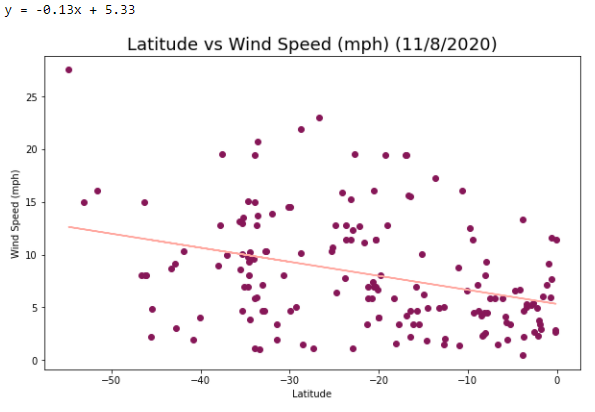 y = -0.13x + 5.33
Latitude vs Wind Speed (mph) (11/8/2020)
Wind Speed (mph)
25
20
15
10
5
0
−50 −40 −30 −20 −10 0
Latitude